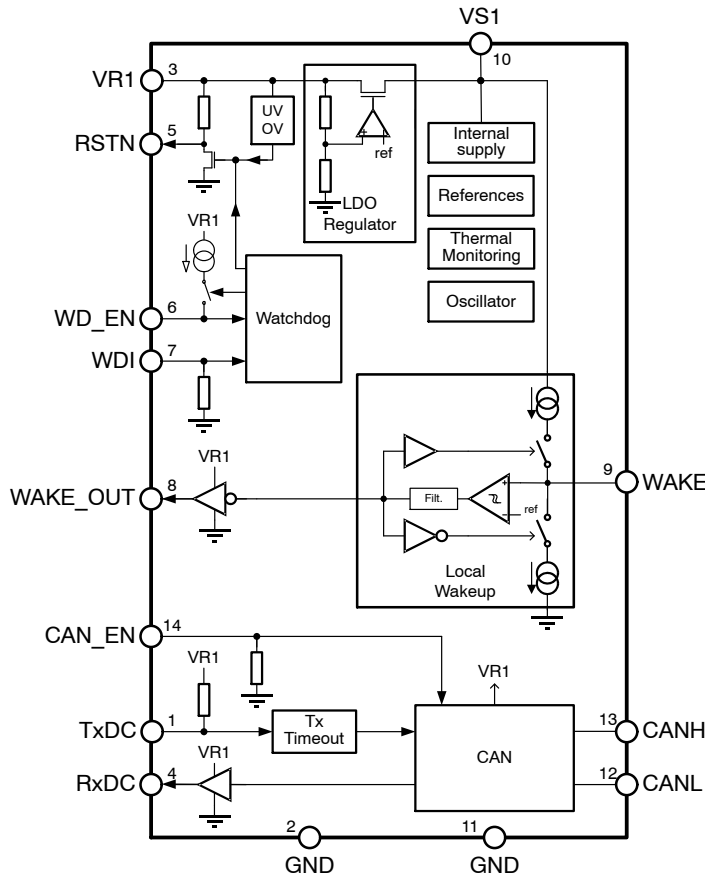 VS1
10
VR1
3
UV
OV
5
RSTN
ref
LDO
Regulator
Internal
supply
References
Thermal
Monitoring
Oscillator
VR1
6
WD_EN
Watchdog
7
WDI
VR1
8
WAKE_OUT
Filt.
ref
9
WAKE
Local
Wakeup
14
CAN_EN
VR1
VR1
1
TxDC
Tx
Timeout
CAN
13
CANH
VR1
4
RxDC
12
CANL
2
GND
11
GND